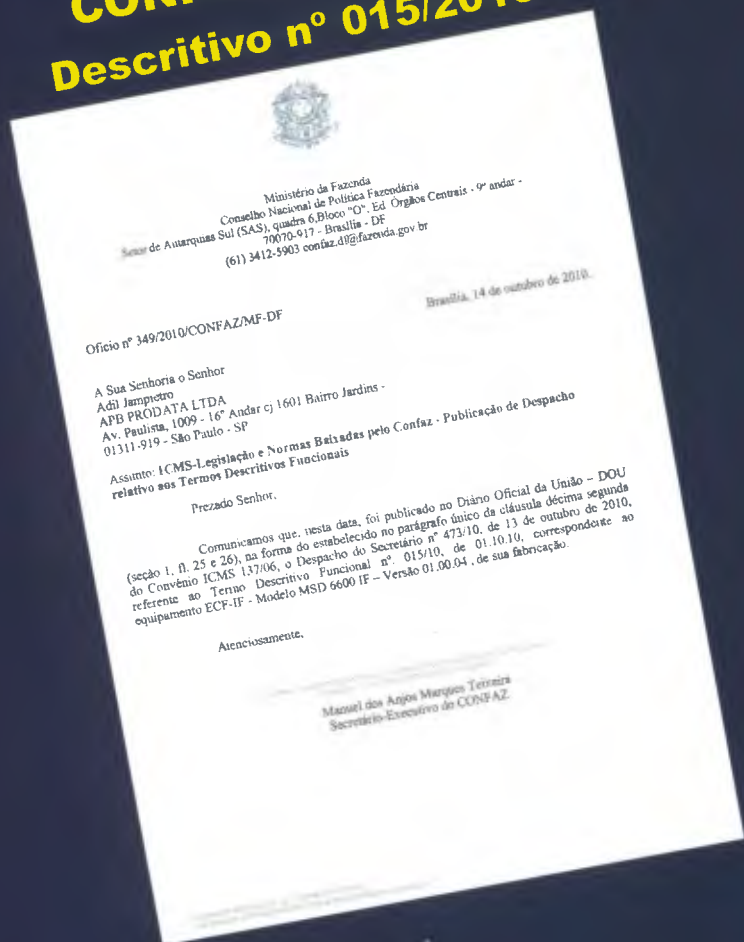 CONF
Descritivo nº 015/2010
Ministério da Fazenda
Conselho Nacional de Política Fazendária
Setor de Autarquias Sul (SAS), quadra 6,Bloco "O", Ed. Orgãos Centrais - 9º andar -
70070-917 - Brasília - DF
(61) 3412-5903 confaz.df@fazenda.gov br
Brasília, 14 de outubro de 2010.
Oficio nº 349/2010/CONFAZ/MF-DF
A Sua Senhoria o Senhor
Adil Jampietro
APB PRODATA LTDA
Av. Paulista, 1009 - 16º Andar cj 1601 Bairro Jardins -
01311-919 - São Paulo - SP
Assunto: ICMS-Legislação e Normas Baixadas pelo Confaz - Publicação de Despacho
relativo aos Termos Descritivos Funcionais
Prezado Senhor,
Comunicamos que, nesta data, foi publicado no Diário Oficial da União – DOU
(seção 1, fl. 25 e 26), na forma do estabelecido no parágrafo único da cláusula décima segunda
do Convênio ICMS 137/06, o Despacho do Secretário nº 473/10, de 13 de outubro de 2010,
referente ao Termo Descritivo Funcional nº. 015/10, de 01.10.10, correspondente ao
equipamento ECF-IF - Modelo MSD 6600 IF – Versão 01.00.04 , de sua fabricação.
Atenciosamente,
Manuel dos Anjos Marques Teixeira
Secretário-Executivo do CONFAZ